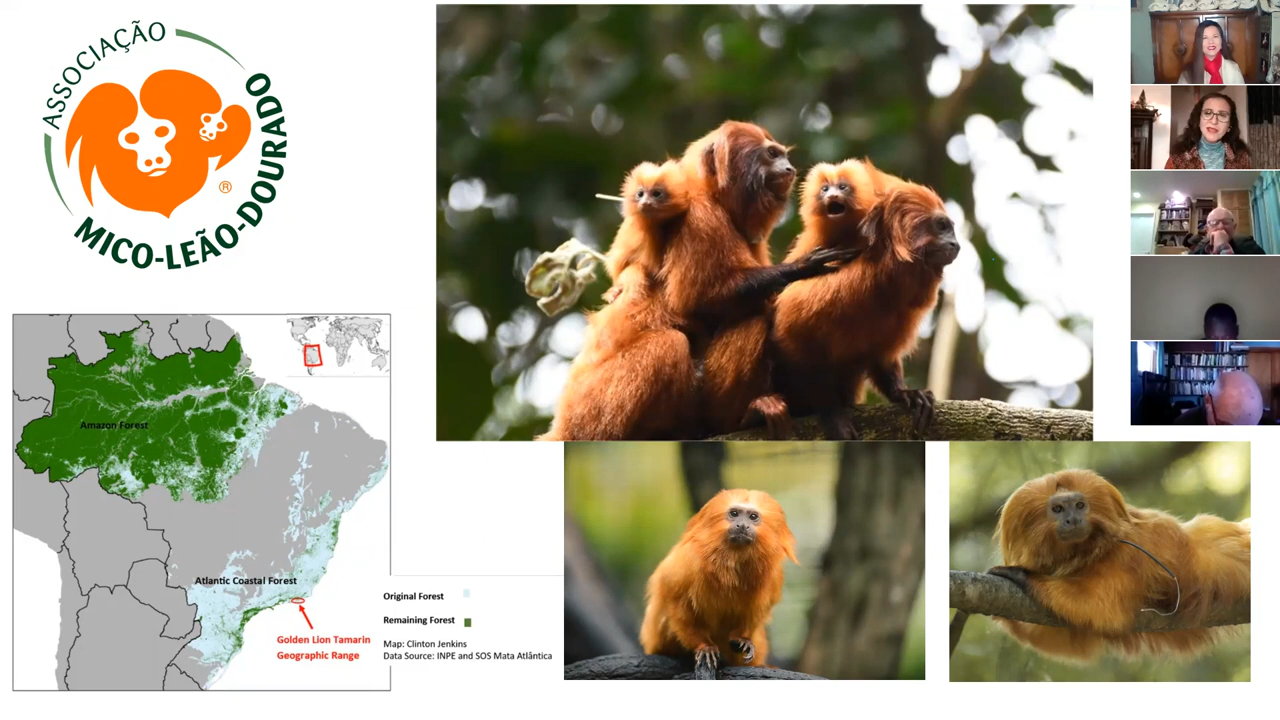 ASSOCIAÇÃO
MICO-LEÃO-DOURADO
®
Amazon Forest
Atlantic Coastal Forest
Golden Lion Tamarin
Geographic Range
Original Forest
Remaining Forest
Map: Clinton Jenkins
Data Source: INPE and SOS Mata Atlântica